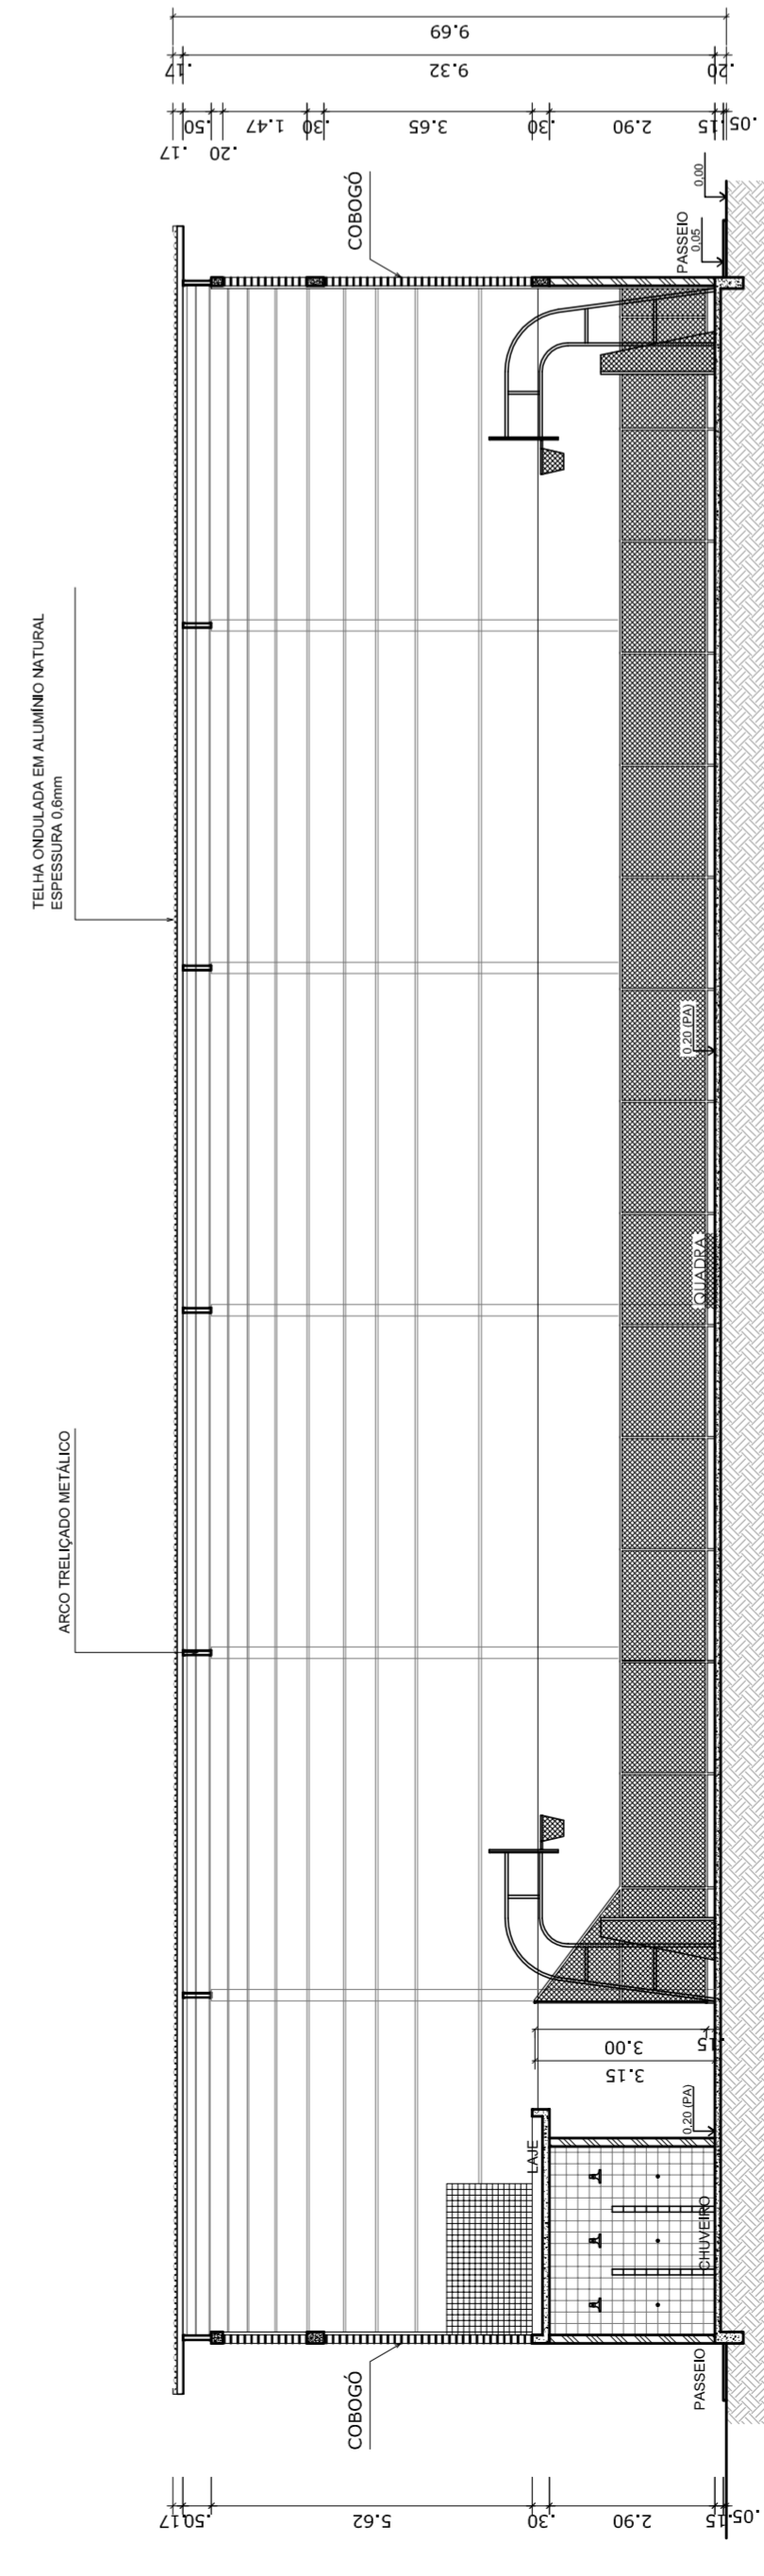 9.69
.17
9.32
.20
.17
.50
.20
1.47
.30
3.65
.30
2.90
.15
.05
COBOGÓ
PASSEIO
0,05
0,00
TELHA ONDULADA EM ALUMÍNIO NATURAL
ESPESSURA 0,6mm
0,20 (PA)
QUADRA
ARCO TRELIÇADO METÁLICO
3.00
.15
3.15
0,20 (PA)
LAJE
CHUVEIRO
COBOGÓ
PASSEIO
.17
.50
5.62
.30
2.90
.15
.05